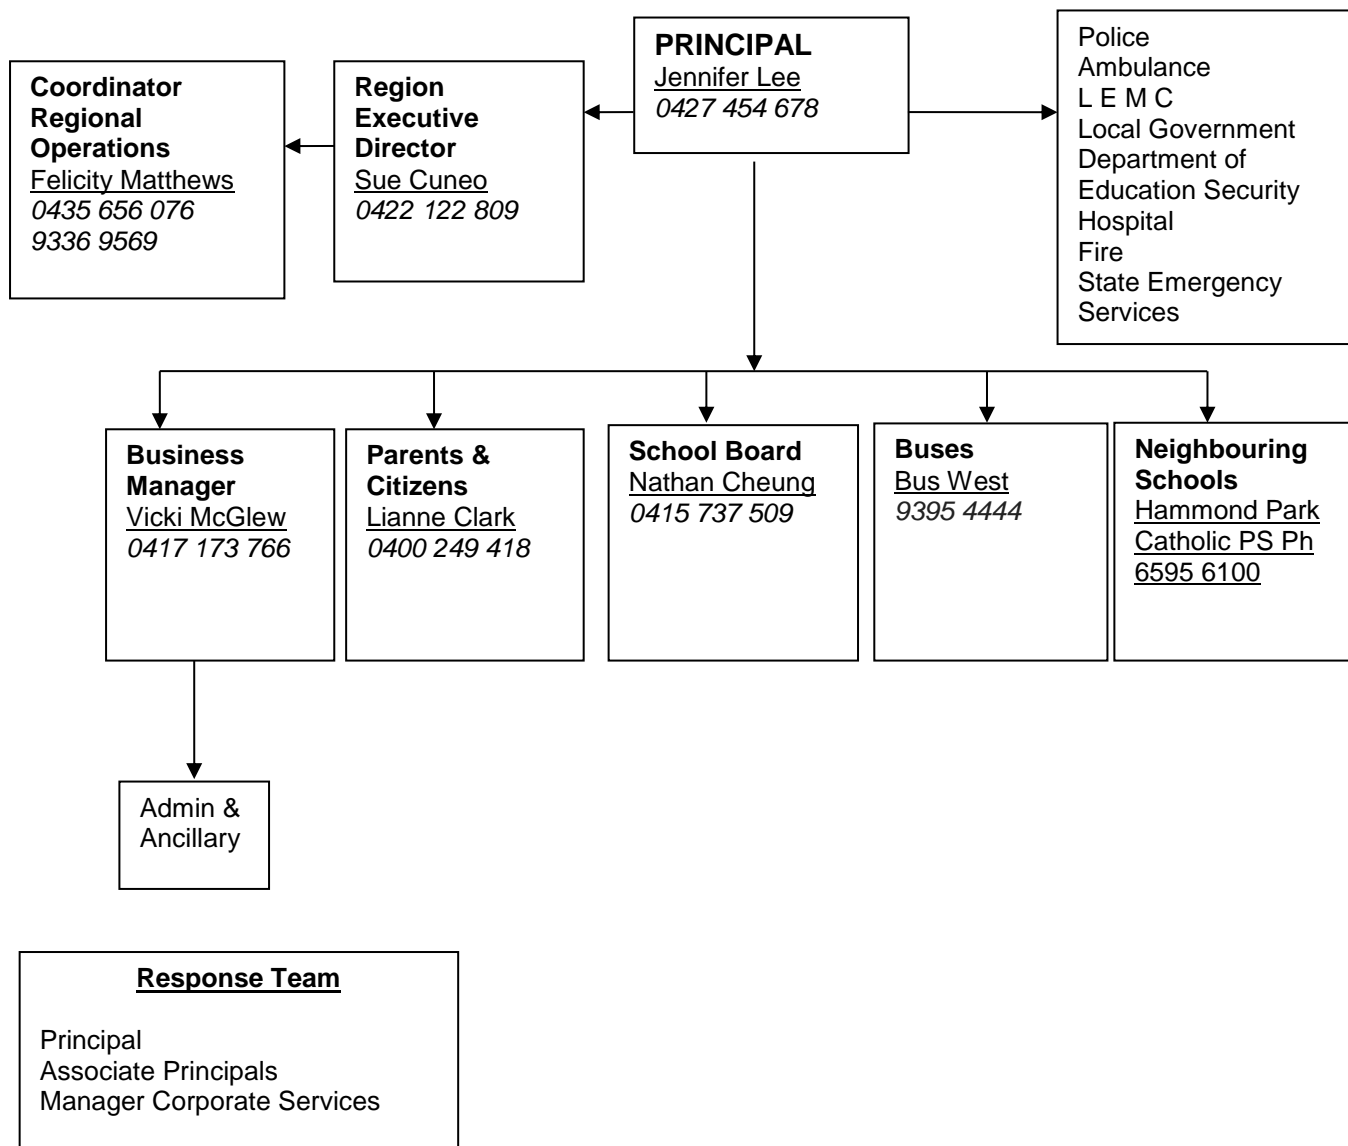 PRINCIPAL
Jennifer Lee
0427 454 678
Coordinator
Regional
Operations
Felicity Matthews
0435 656 076
9336 9569
Region
Executive
Director
Sue Cuneo
0422 122 809
Police
Ambulance
L E M C
Local Government
Department of
Education Security
Hospital
Fire
State Emergency
Services
Business
Manager
Vicki McGlew
0417 173 766
Parents &
Citizens
Lianne Clark
0400 249 418
School Board
Nathan Cheung
0415 737 509
Buses
Bus West
9395 4444
Neighbouring
Schools
Hammond Park
Catholic PS Ph
6595 6100
Admin &
Ancillary
Response Team
Principal
Associate Principals
Manager Corporate Services